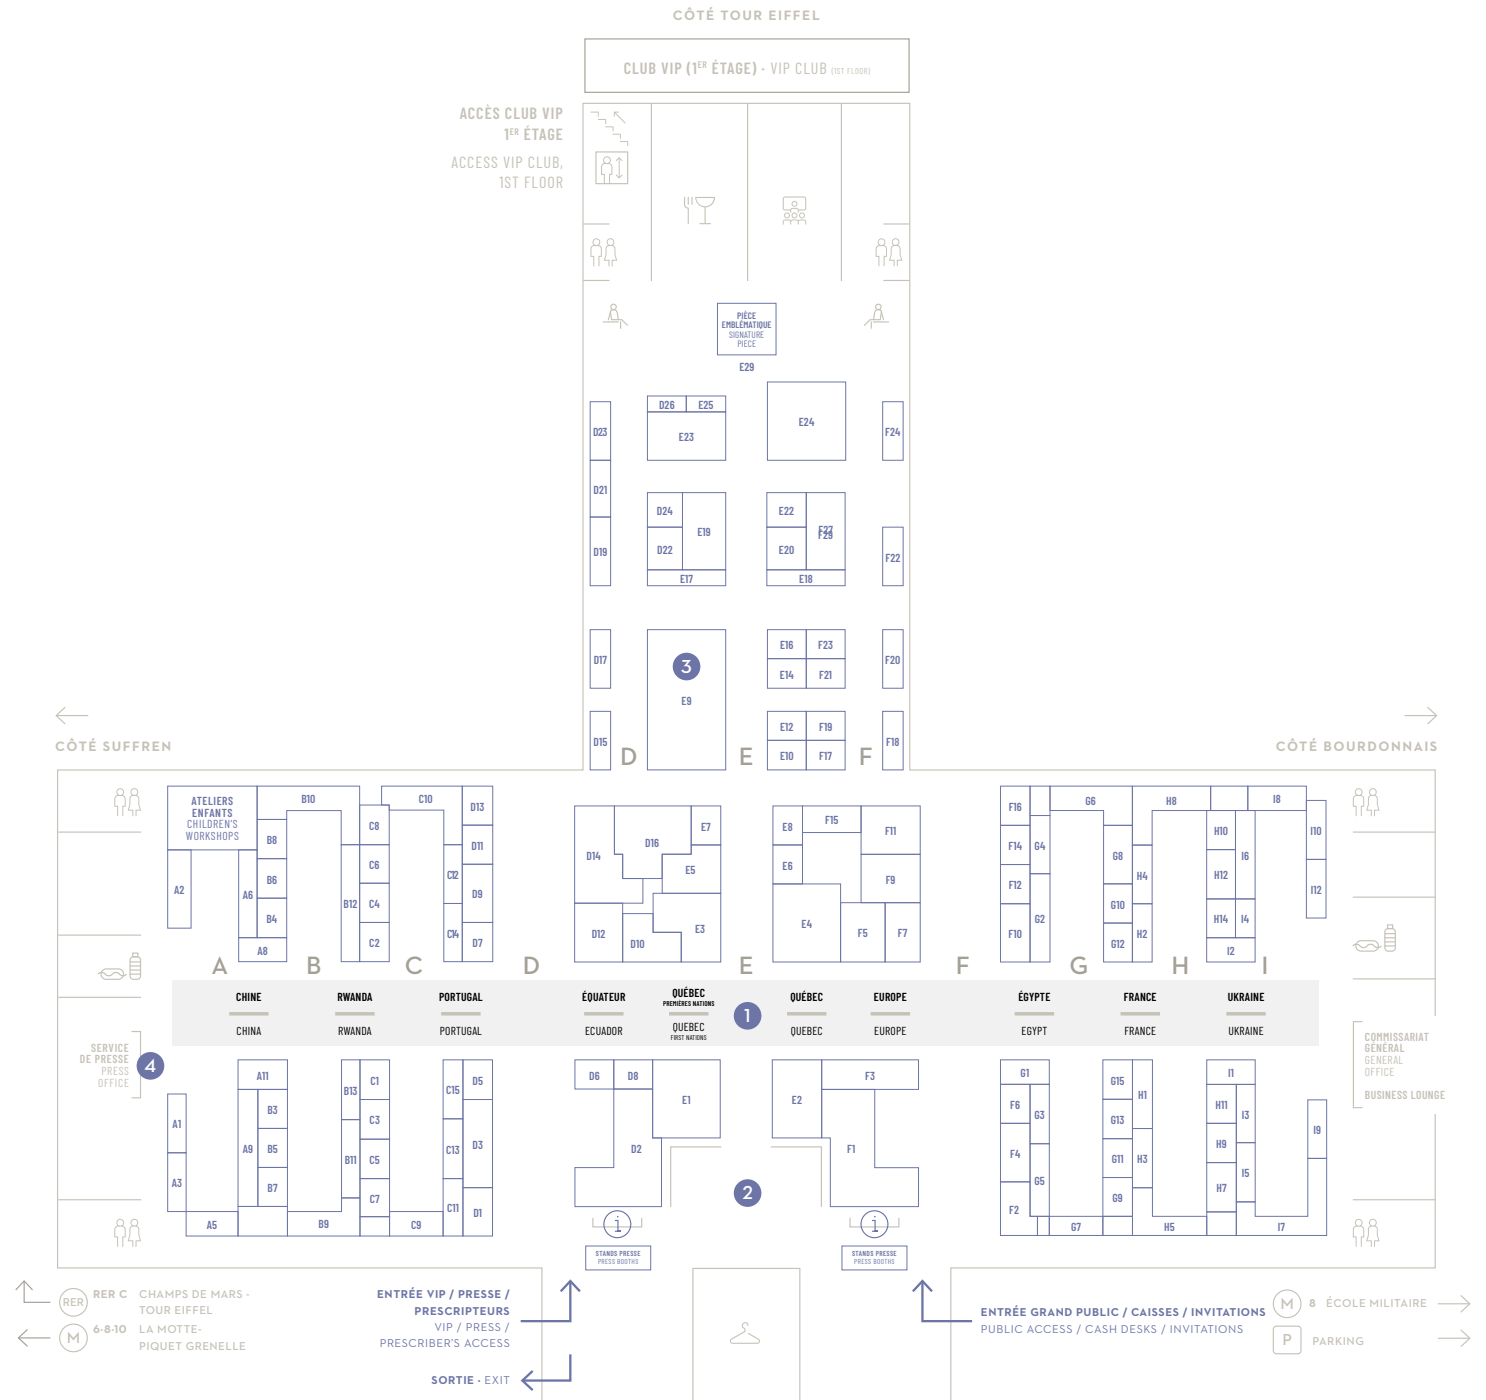 CÔTÉ TOUR EIFFEL
CLUB VIP (1ER ÉTAGE) · VIP CLUB (1ST FLOOR)
ACCÈS CLUB VIP
1ER ÉTAGE
ACCESS VIP CLUB,
1ST FLOOR
PIÈCE
EMBLÉMATIQUE
SIGNATURE
PIECE
E29
D26 E25
D23 E23 E24 F24
D21
D24 E19 E22 F27
F29
D19 D22 E20 F22
E17 E18
D17 3 E16 F23 F20
E14 F21
E9
D15 E12 F19 F18
E10 F17
D E F
CÔTÉ SUFFREN
CÔTÉ BOURDONNAIS
ATELIERS
ENFANTS
CHILDREN'S
WORKSHOPS
B10 C10 D13
B8 C8 D11
A2 A6 B6 C6 C12 D9
B4 B12 C4 C14 D7
A8 C2
D14 D16 E7
E5
D12 D10 E3
E8 F15 F11
E6 F9
E4 F5 F7
F16 G6 H8 I8
F14 G4 G8 H10 I6 I10
F12 H4 H12 I12
F10 G2 G10 H2 H14 I4
G12 I2
A B C D E F G H I
CHINE RWANDA PORTUGAL ÉQUATEUR QUÉBEC
PREMIÈRES NATIONS
QUÉBEC EUROPE ÉGYPTE FRANCE UKRAINE
1
CHINA RWANDA PORTUGAL ECUADOR QUEBEC
FIRST NATIONS
QUEBEC EUROPE EGYPT FRANCE UKRAINE
SERVICE
DE PRESSE
PRESS
OFFICE
4
COMMISSARIAT
GÉNÉRAL
GENERAL
OFFICE
BUSINESS LOUNGE
A11 B13 C1 C15 D5
A1 B3 C3
A9 B5 B11 C5 C13 D3
A3 B7 C7 C11 D1
A5 B9 C9
D6 D8 E1
D2
E2 F3
F1
2
G1 G15 H1 I1
F6 G3 G13 H11 I3 I9
F4 G11 H3 H9
G5 G9 H7 I5
F2
G7 H5 I7
i i
STANDS PRESSE
PRESS BOOTHS
STANDS PRESSE
PRESS BOOTHS
RER RER C CHAMPS DE MARS -
TOUR EIFFEL
M 6-8-10 LA MOTTE-
PIQUET GRENELLE
ENTRÉE VIP / PRESSE /
PRESCRIPTEURS
VIP / PRESS /
PRESCRIBER'S ACCESS
SORTIE · EXIT
ENTRÉE GRAND PUBLIC / CAISSES / INVITATIONS
PUBLIC ACCESS / CASH DESKS / INVITATIONS
M 8 ÉCOLE MILITAIRE
P PARKING